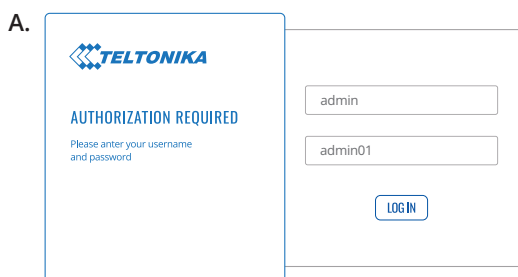 A.
TELTONIKA
AUTHORIZATION REQUIRED
Please anter your username
and password
admin
admin01
LOG IN